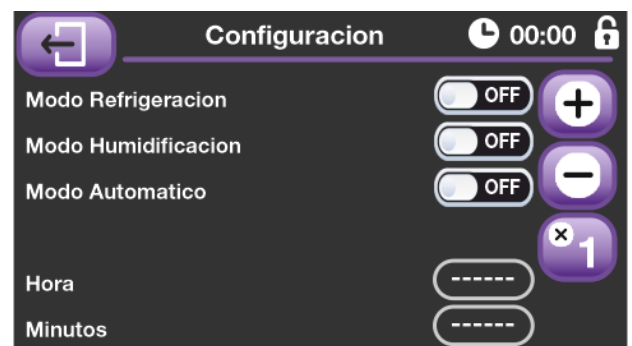 Configuracion 00:00
Modo Refrigeracion OFF
+
Modo Humidificacion OFF
Modo Automatico OFF
−
×1
Hora ------
Minutos ------